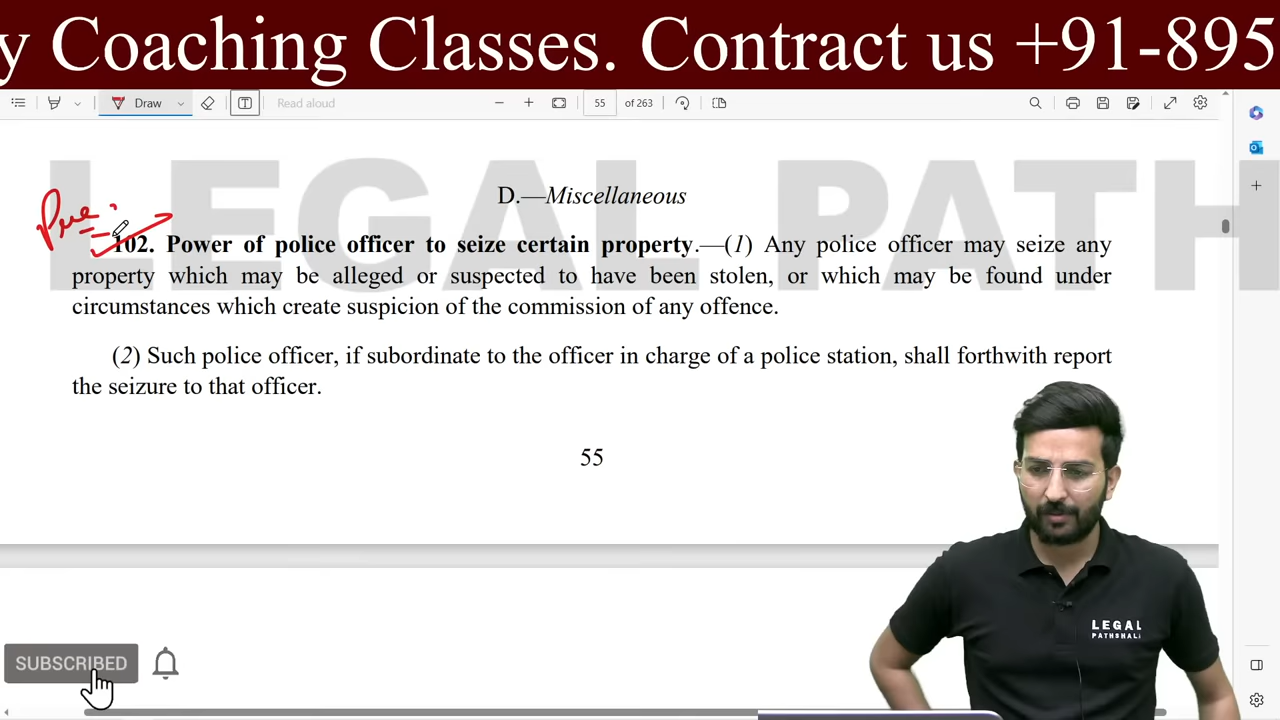 y Coaching Classes. Contract us +91-895
Draw
Read aloud
55 of 263
LEGAL PATH
D.—Miscellaneous
Pre :
102. Power of police officer to seize certain property.—(1) Any police officer may seize any
property which may be alleged or suspected to have been stolen, or which may be found under
circumstances which create suspicion of the commission of any offence.
(2) Such police officer, if subordinate to the officer in charge of a police station, shall forthwith report
the seizure to that officer.
55
LEGAL
PATHSHALA
SUBSCRIBED